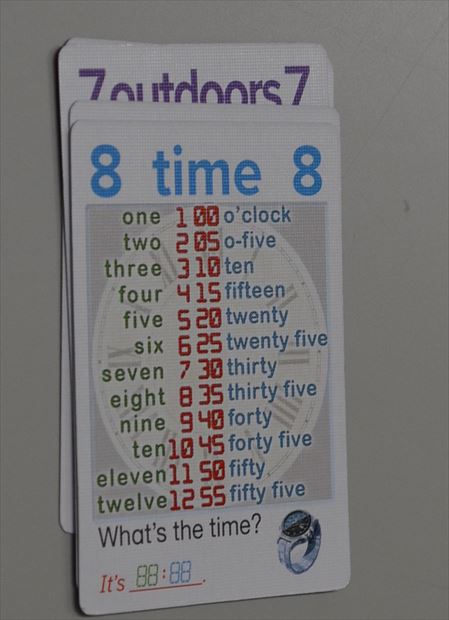 7 outdoors 7
8 time 8
one 1 00 o'clock
two 2 05 o-five
three 3 10 ten
four 4 15 fifteen
five 5 20 twenty
six 6 25 twenty five
seven 7 30 thirty
eight 8 35 thirty five
nine 9 40 forty
ten 10 45 forty five
eleven 11 50 fifty
twelve 12 55 fifty five
What's the time?
It's 88:88.